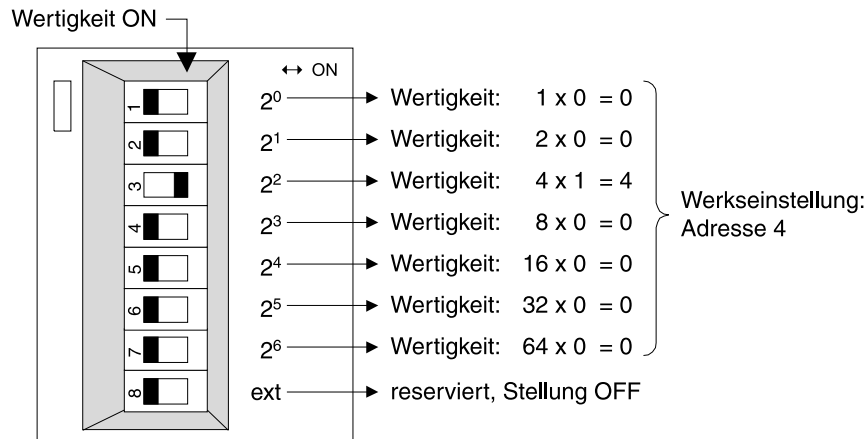 Wertigkeit ON
↔ ON
1 2⁰ Wertigkeit: 1 x 0 = 0
2 2¹ Wertigkeit: 2 x 0 = 0
3 2² Wertigkeit: 4 x 1 = 4
4 2³ Wertigkeit: 8 x 0 = 0
5 2⁴ Wertigkeit: 16 x 0 = 0
6 2⁵ Wertigkeit: 32 x 0 = 0
7 2⁶ Wertigkeit: 64 x 0 = 0
8 ext reserviert, Stellung OFF
Werkseinstellung:
Adresse 4